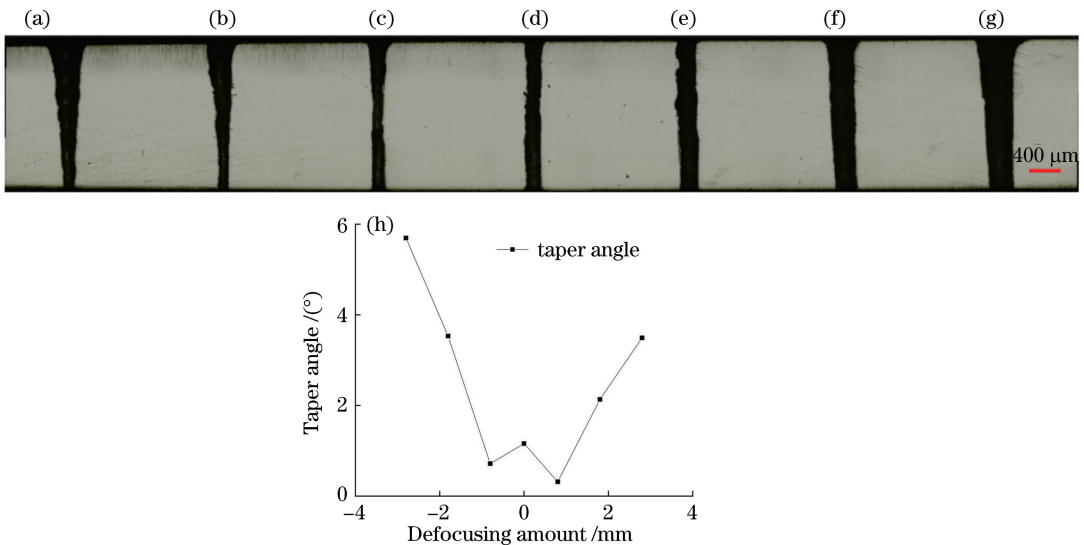 (a) (b) (c) (d) (e) (f) (g)
400 μm
6 (h)
taper angle
4
2
0
−4 −2 0 2 4
Taper angle /(°)
Defocusing amount /mm